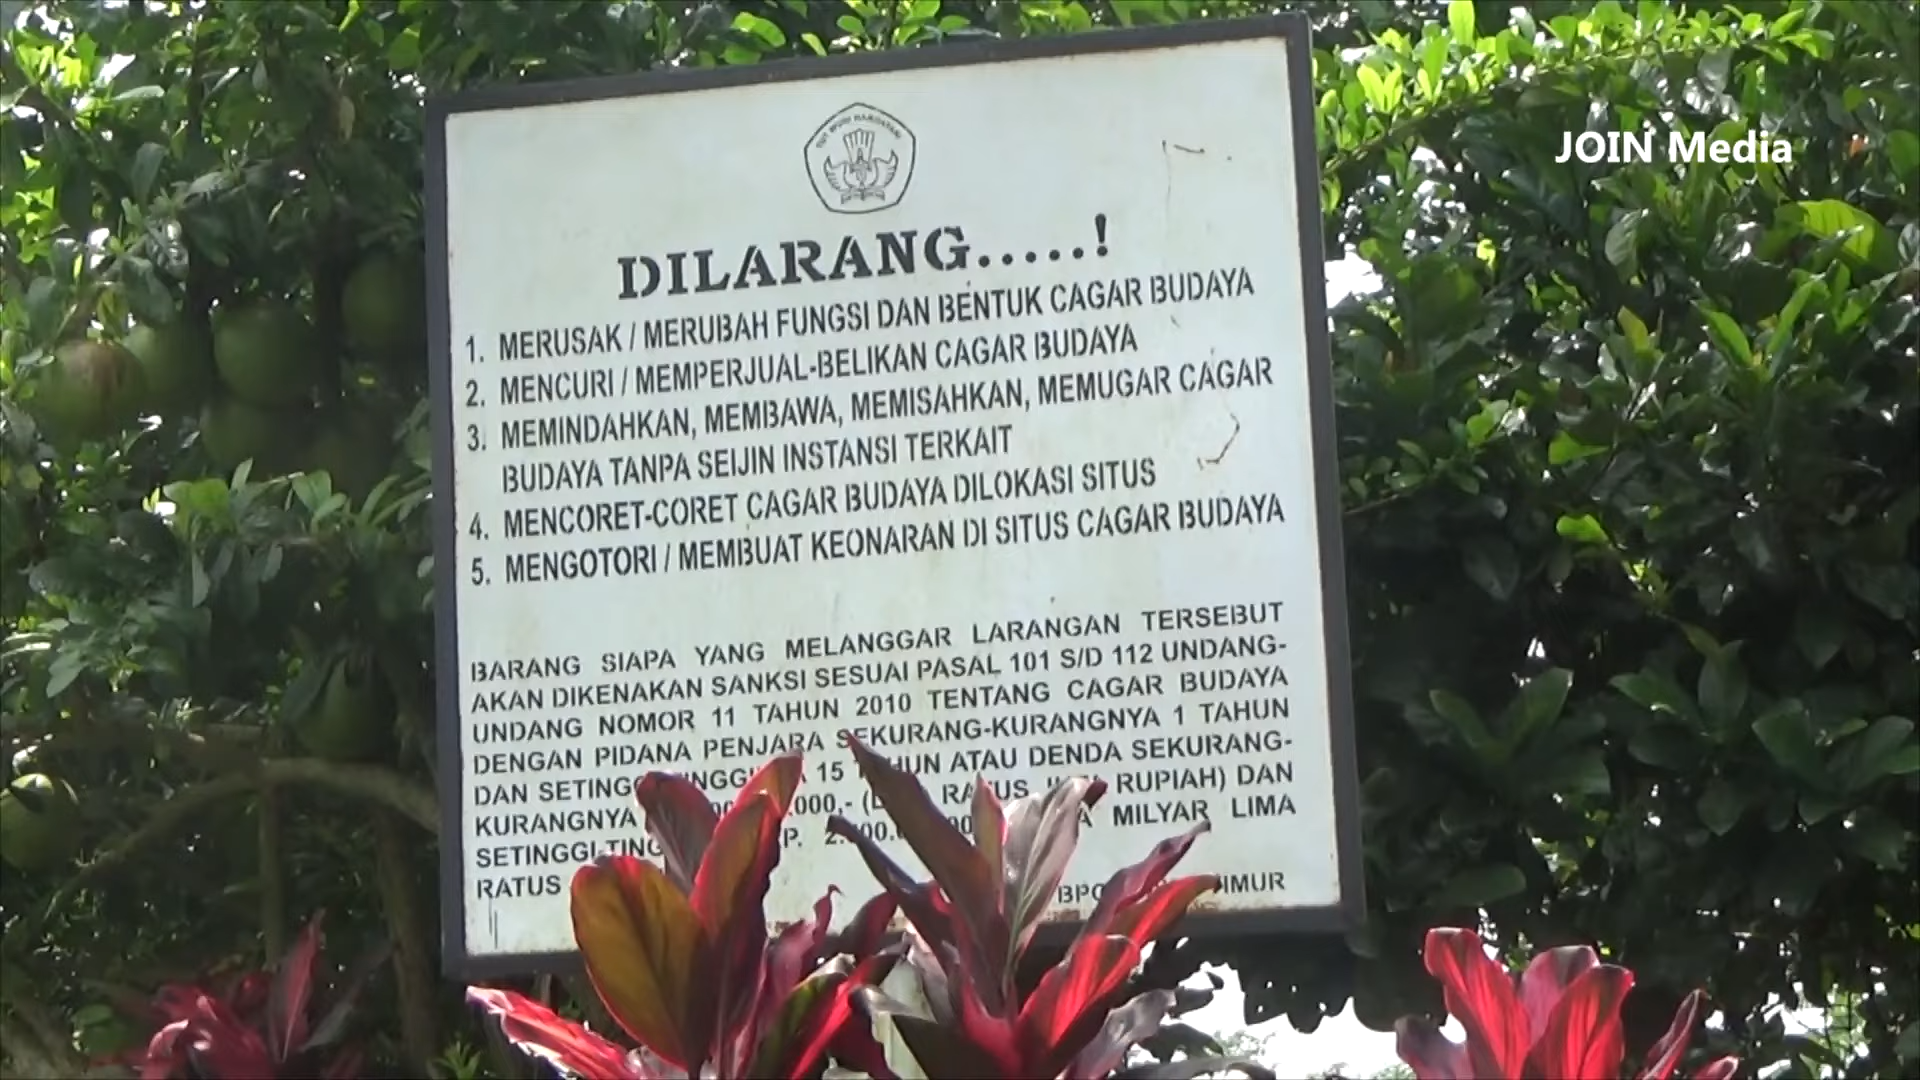 JOIN Media
TUT WURI HANDAYANI
DILARANG.....!
1. MERUSAK / MERUBAH FUNGSI DAN BENTUK CAGAR BUDAYA
2. MENCURI / MEMPERJUAL-BELIKAN CAGAR BUDAYA
3. MEMINDAHKAN, MEMBAWA, MEMISAHKAN, MEMUGAR CAGAR
BUDAYA TANPA SEIJIN INSTANSI TERKAIT
4. MENCORET-CORET CAGAR BUDAYA DILOKASI SITUS
5. MENGOTORI / MEMBUAT KEONARAN DI SITUS CAGAR BUDAYA
BARANG SIAPA YANG MELANGGAR LARANGAN TERSEBUT
AKAN DIKENAKAN SANKSI SESUAI PASAL 101 S/D 112 UNDANG-
UNDANG NOMOR 11 TAHUN 2010 TENTANG CAGAR BUDAYA
DENGAN PIDANA PENJARA SEKURANG-KURANGNYA 1 TAHUN
DAN 15 TAHUN ATAU DENDA SEKURANG-
KURANGNYA RUPIAH) DAN
MILYAR LIMA
RATUS